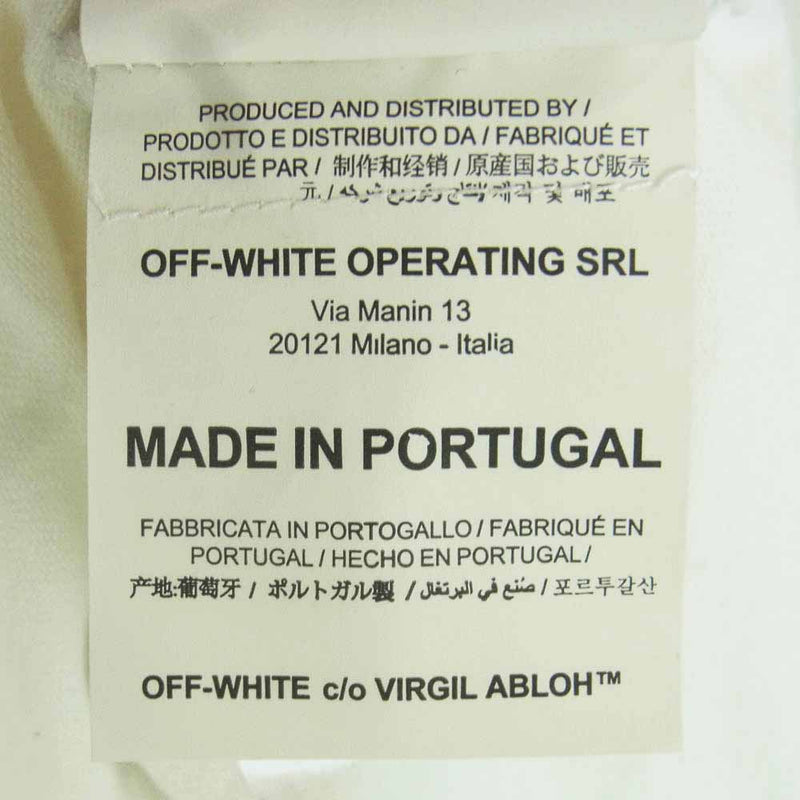 PRODUCED AND DISTRIBUTED BY /
PRODOTTO E DISTRIBUITO DA / FABRIQUÉ ET
DISTRIBUÉ PAR / 制作和经销 / 原産国および販売
元 / 제작 및 배포
OFF-WHITE OPERATING SRL
Via Manin 13
20121 Milano - Italia
MADE IN PORTUGAL
FABBRICATA IN PORTOGALLO / FABRIQUÉ EN
PORTUGAL / HECHO EN PORTUGAL /
产地:葡萄牙 / ポルトガル製 / صُنع في البرتغال / 포르투갈산
OFF-WHITE c/o VIRGIL ABLOH™